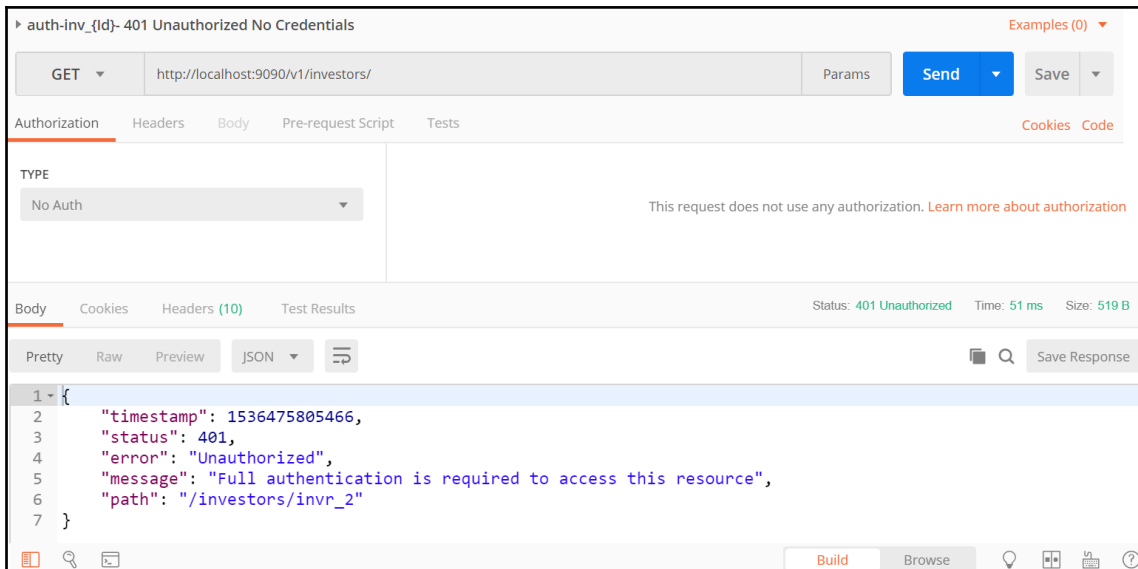 auth-inv_{Id}- 401 Unauthorized No Credentials Examples (0)
GET http://localhost:9090/v1/investors/ Params Send Save
Authorization Headers Body Pre-request Script Tests Cookies Code
TYPE
No Auth
This request does not use any authorization. Learn more about authorization
Body Cookies Headers (10) Test Results Status: 401 Unauthorized Time: 51 ms Size: 519 B
Pretty Raw Preview JSON Save Response
1 {
2 "timestamp": 1536475805466,
3 "status": 401,
4 "error": "Unauthorized",
5 "message": "Full authentication is required to access this resource",
6 "path": "/investors/invr_2"
7 }
Build Browse